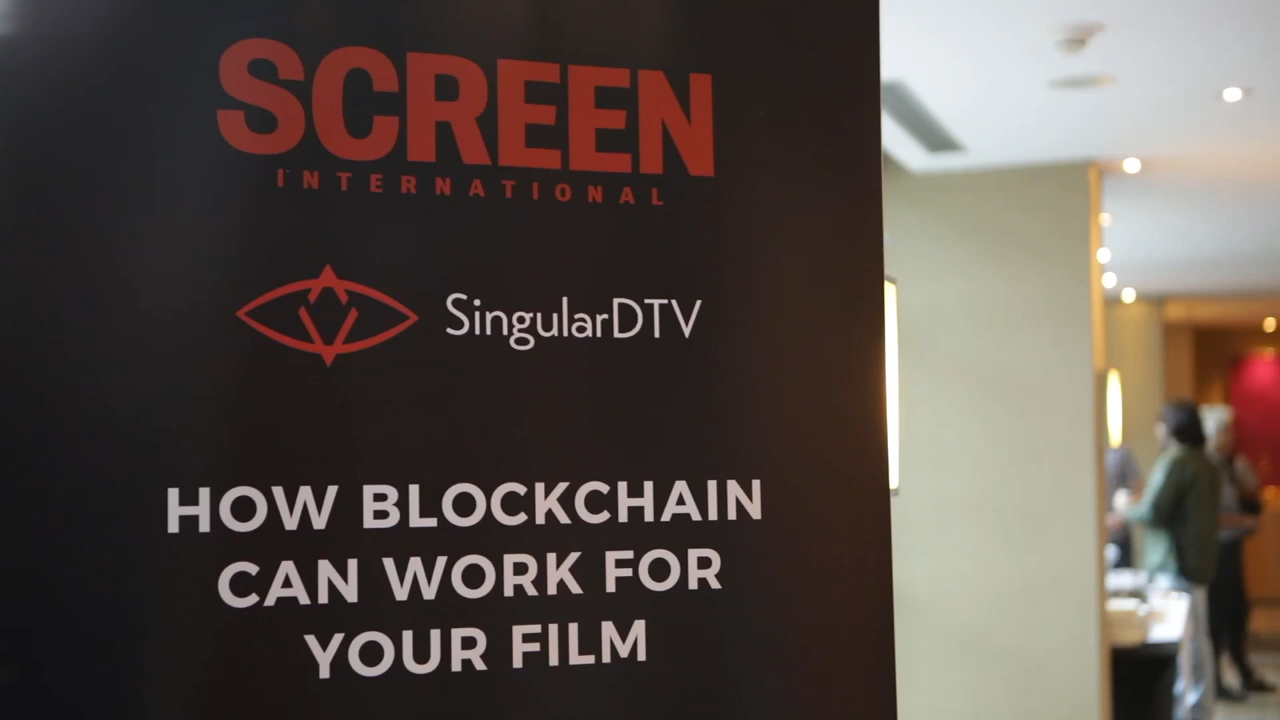 SCREEN
INTERNATIONAL
SingularDTV
HOW BLOCKCHAIN
CAN WORK FOR
YOUR FILM